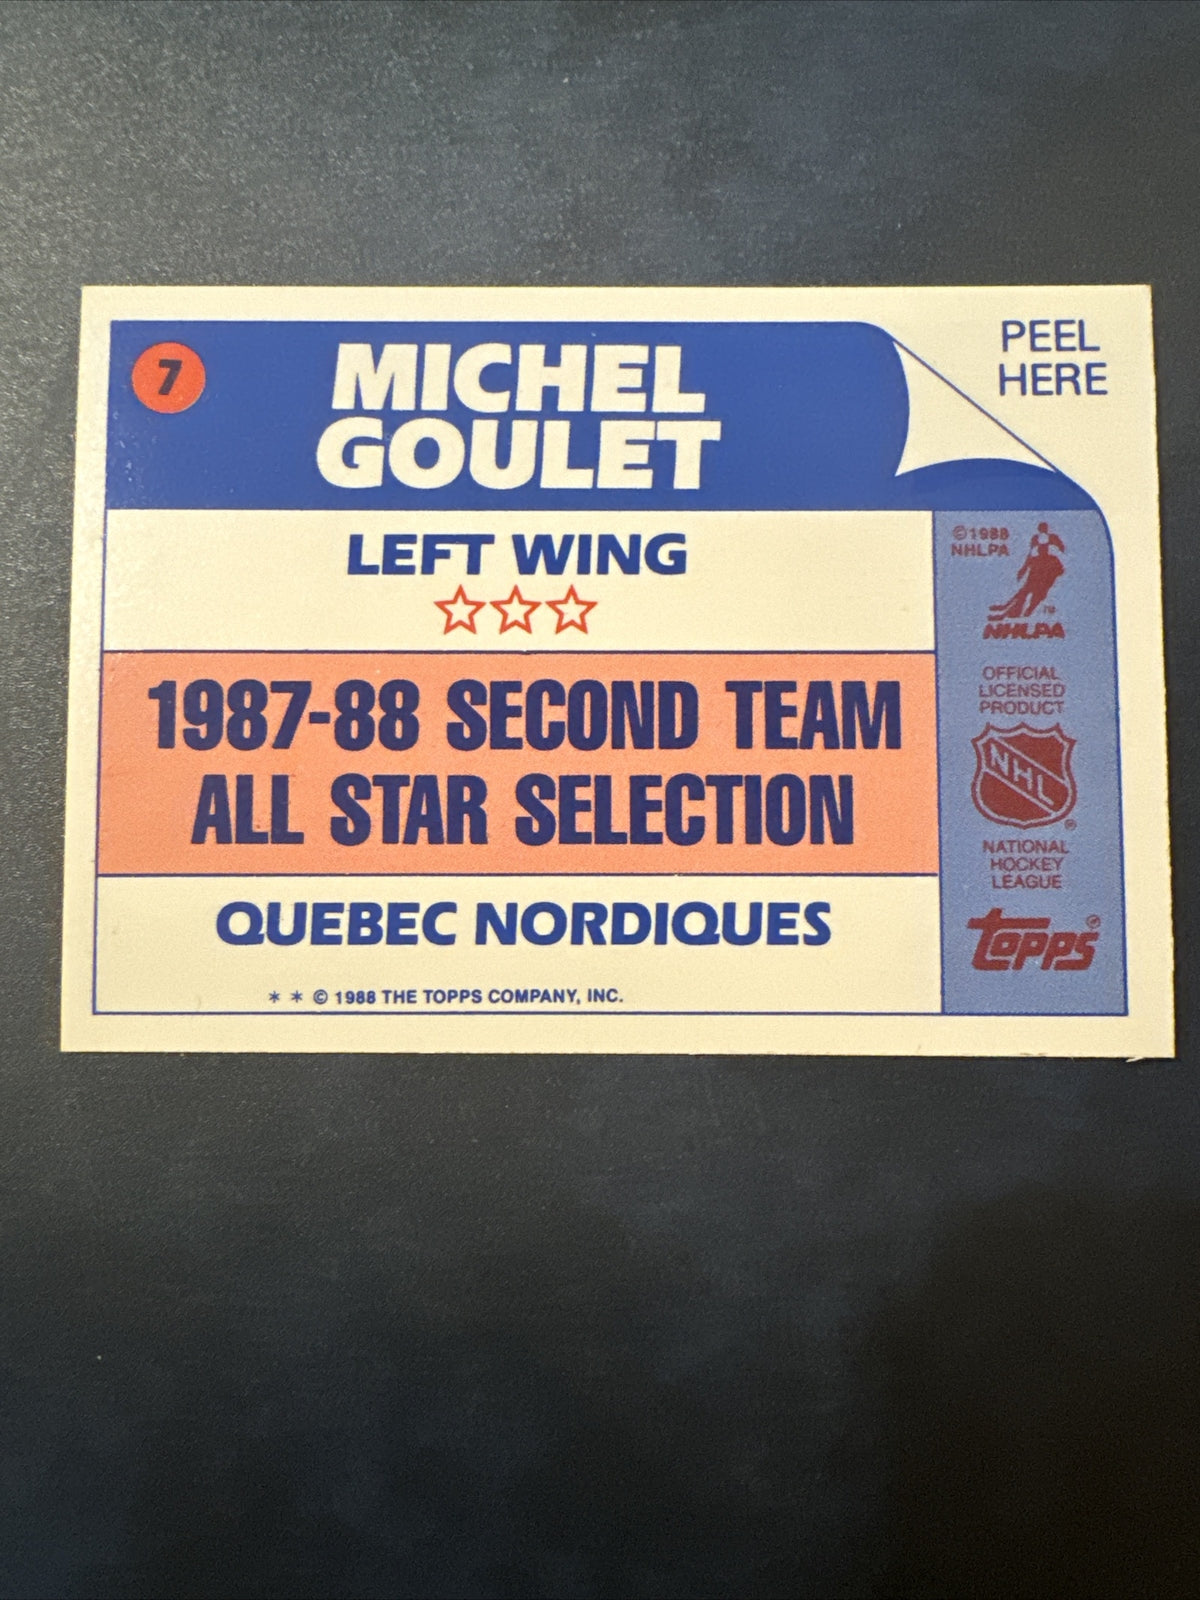 7
MICHEL
GOULET
PEEL
HERE
LEFT WING
1987-88 SECOND TEAM
ALL STAR SELECTION
QUEBEC NORDIQUES
* * © 1988 THE TOPPS COMPANY, INC.
©1988
NHLPA
TM
NHLPA
OFFICIAL
LICENSED
PRODUCT
NHL
®
NATIONAL
HOCKEY
LEAGUE
topps®